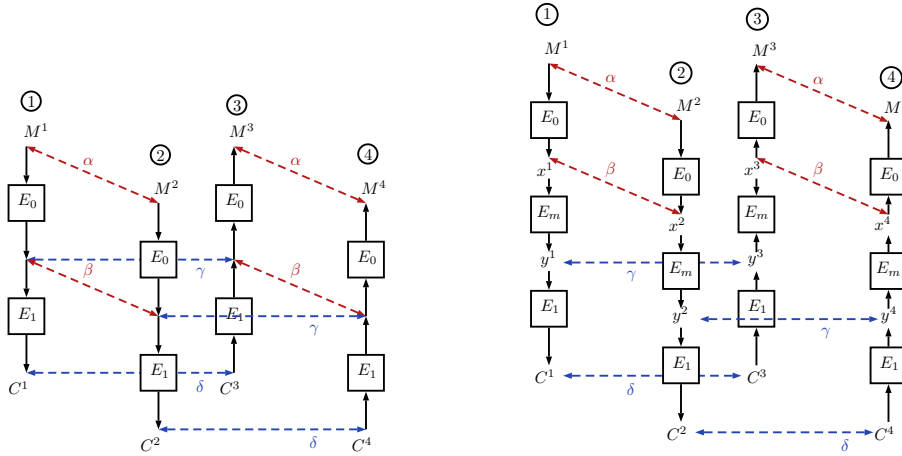 ① ③
① M¹ ② M³ ④
③ α α
① M² M
M¹ ② M³ ④ E₀ E₀
α α x¹ β E₀ x³ β E₀
E₀ M² E₀ M⁴ E_m x² E_m x⁴
β γ E₀ β E₀ y¹ γ E_m y³ E_m
E₁ γ E₁ E₁ y² E₁ γ y⁴
C¹ E₁ δ C³ E₁ C¹ δ E₁ C³ E₁
C² δ C⁴ C² δ C⁴